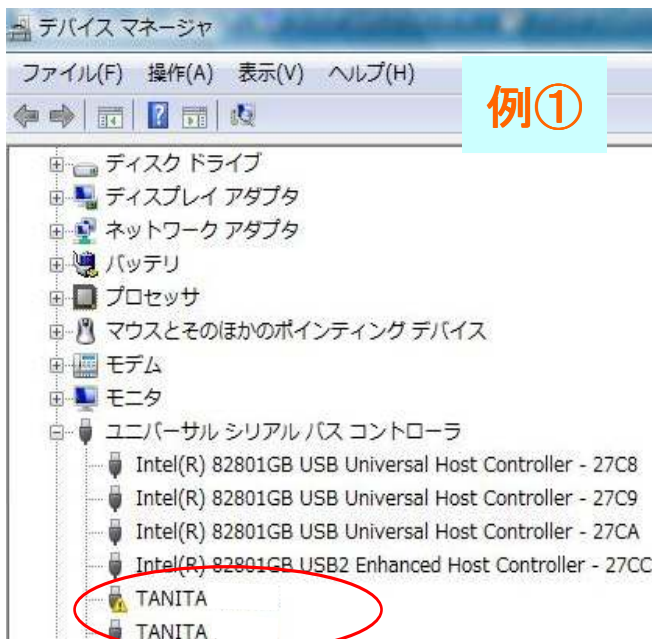 デバイス マネージャ
ファイル(F) 操作(A) 表示(V) ヘルプ(H)
例①
ディスク ドライブ
ディスプレイ アダプタ
ネットワーク アダプタ
バッテリ
プロセッサ
マウスとそのほかのポインティング デバイス
モデム
モニタ
ユニバーサル シリアル バス コントローラ
Intel(R) 82801GB USB Universal Host Controller - 27C8
Intel(R) 82801GB USB Universal Host Controller - 27C9
Intel(R) 82801GB USB Universal Host Controller - 27CA
Intel(R) 82801GB USB2 Enhanced Host Controller - 27CC
TANITA
TANITA